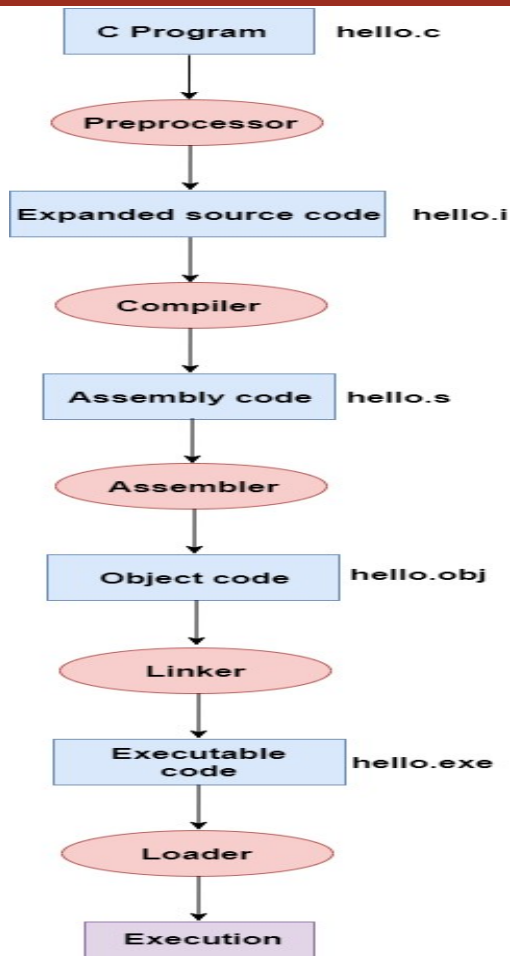 C Program hello.c
Preprocessor
Expanded source code hello.i
Compiler
Assembly code hello.s
Assembler
Object code hello.obj
Linker
Executable
code hello.exe
Loader
Execution